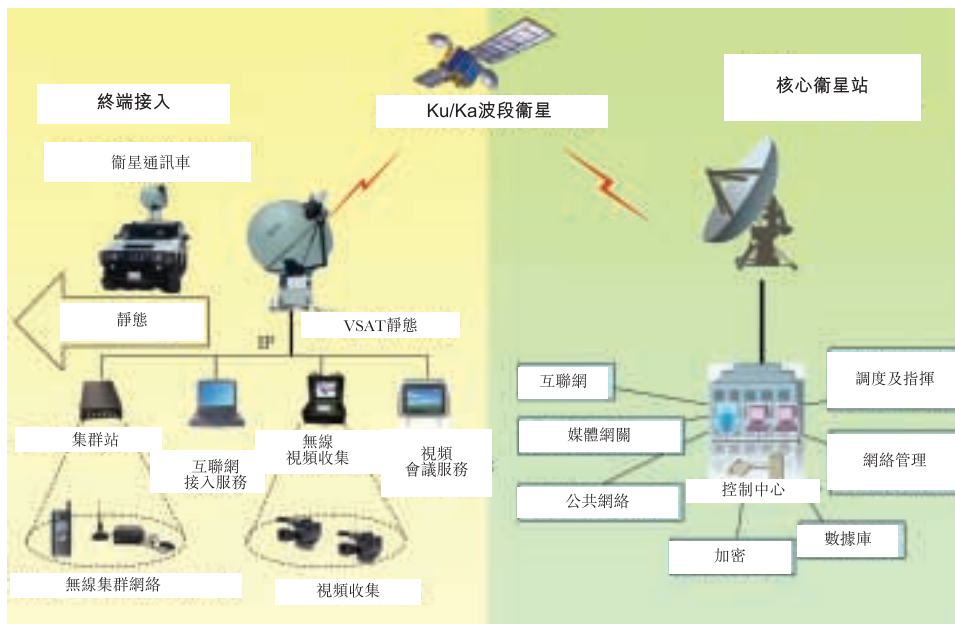 終端接入
Ku/Ka波段衞星
核心衞星站
衞星通訊車
靜態
VSAT靜態
IP
集群站
互聯網
接入服務
無線
視頻收集
視頻
會議服務
無線集群網絡
視頻收集
互聯網
媒體網關
公共網絡
加密
控制中心
數據庫
調度及指揮
網絡管理